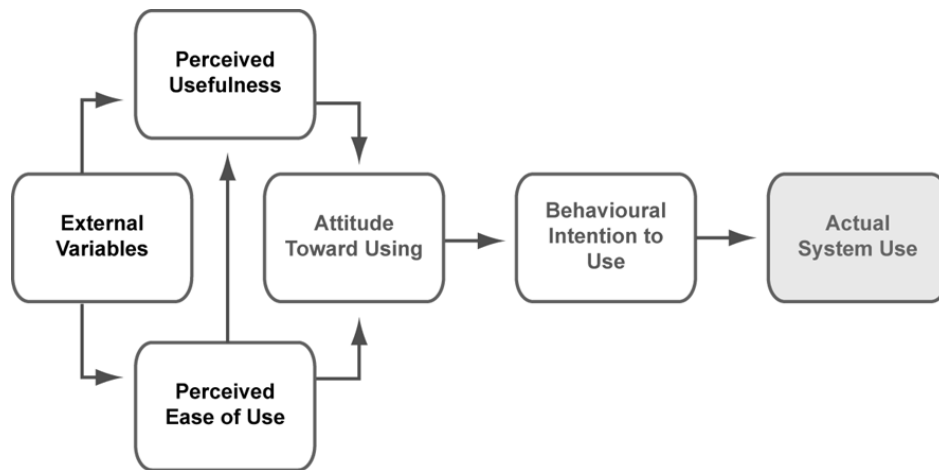 Perceived
Usefulness
External
Variables
Attitude
Toward Using
Behavioural
Intention to
Use
Actual
System Use
Perceived
Ease of Use